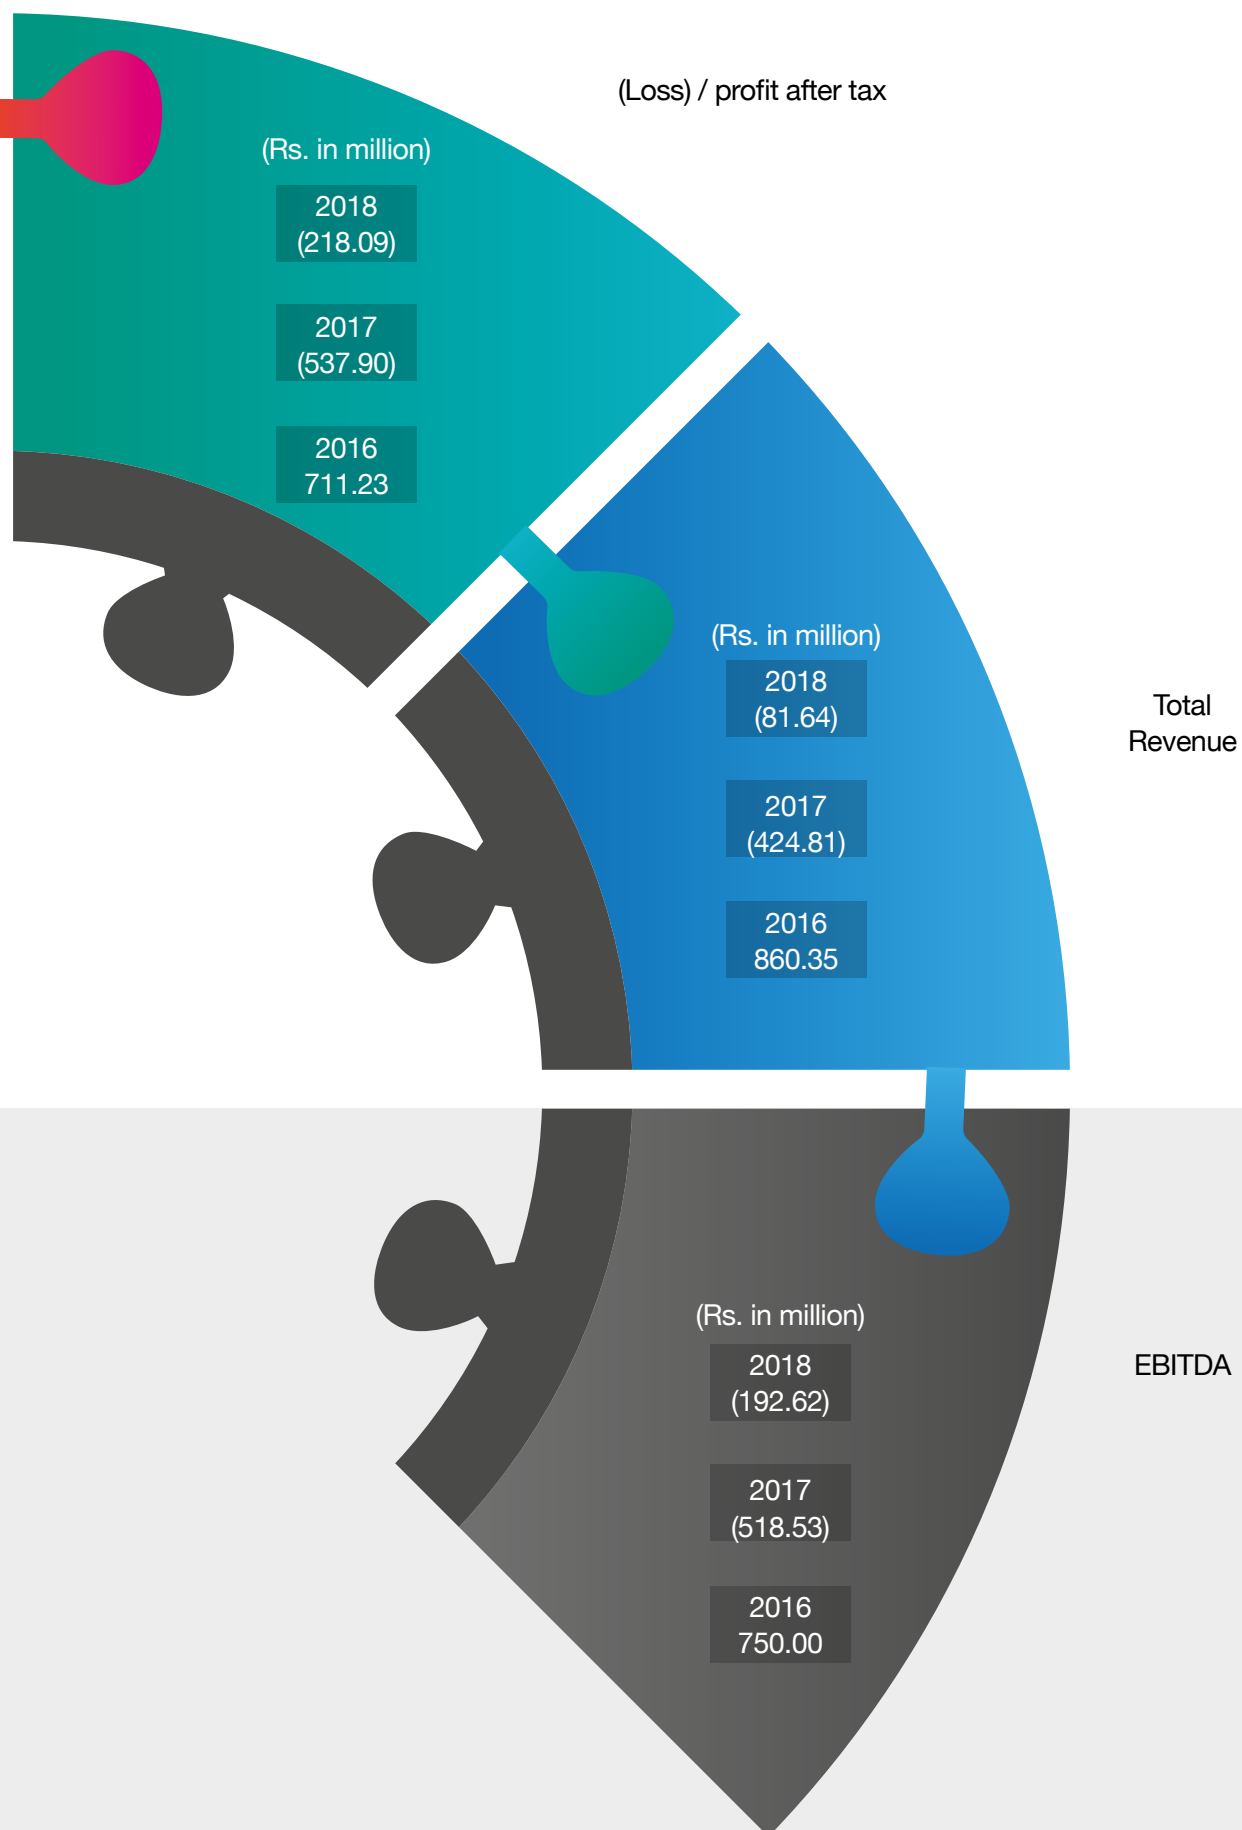 (Loss) / profit after tax
(Rs. in million)
2018
(218.09)
2017
(537.90)
2016
711.23
(Rs. in million)
2018
(81.64)
2017
(424.81)
2016
860.35
Total
Revenue
(Rs. in million)
2018
(192.62)
2017
(518.53)
2016
750.00
EBITDA